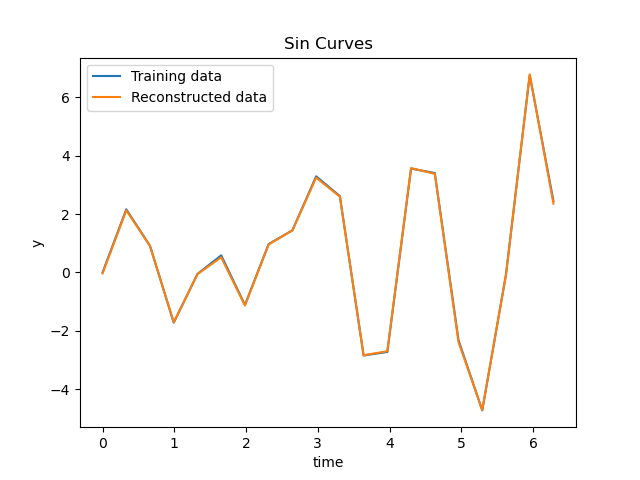 Sin Curves
Training data
Reconstructed data
6
4
2
0
−2
−4
y
0 1 2 3 4 5 6
time